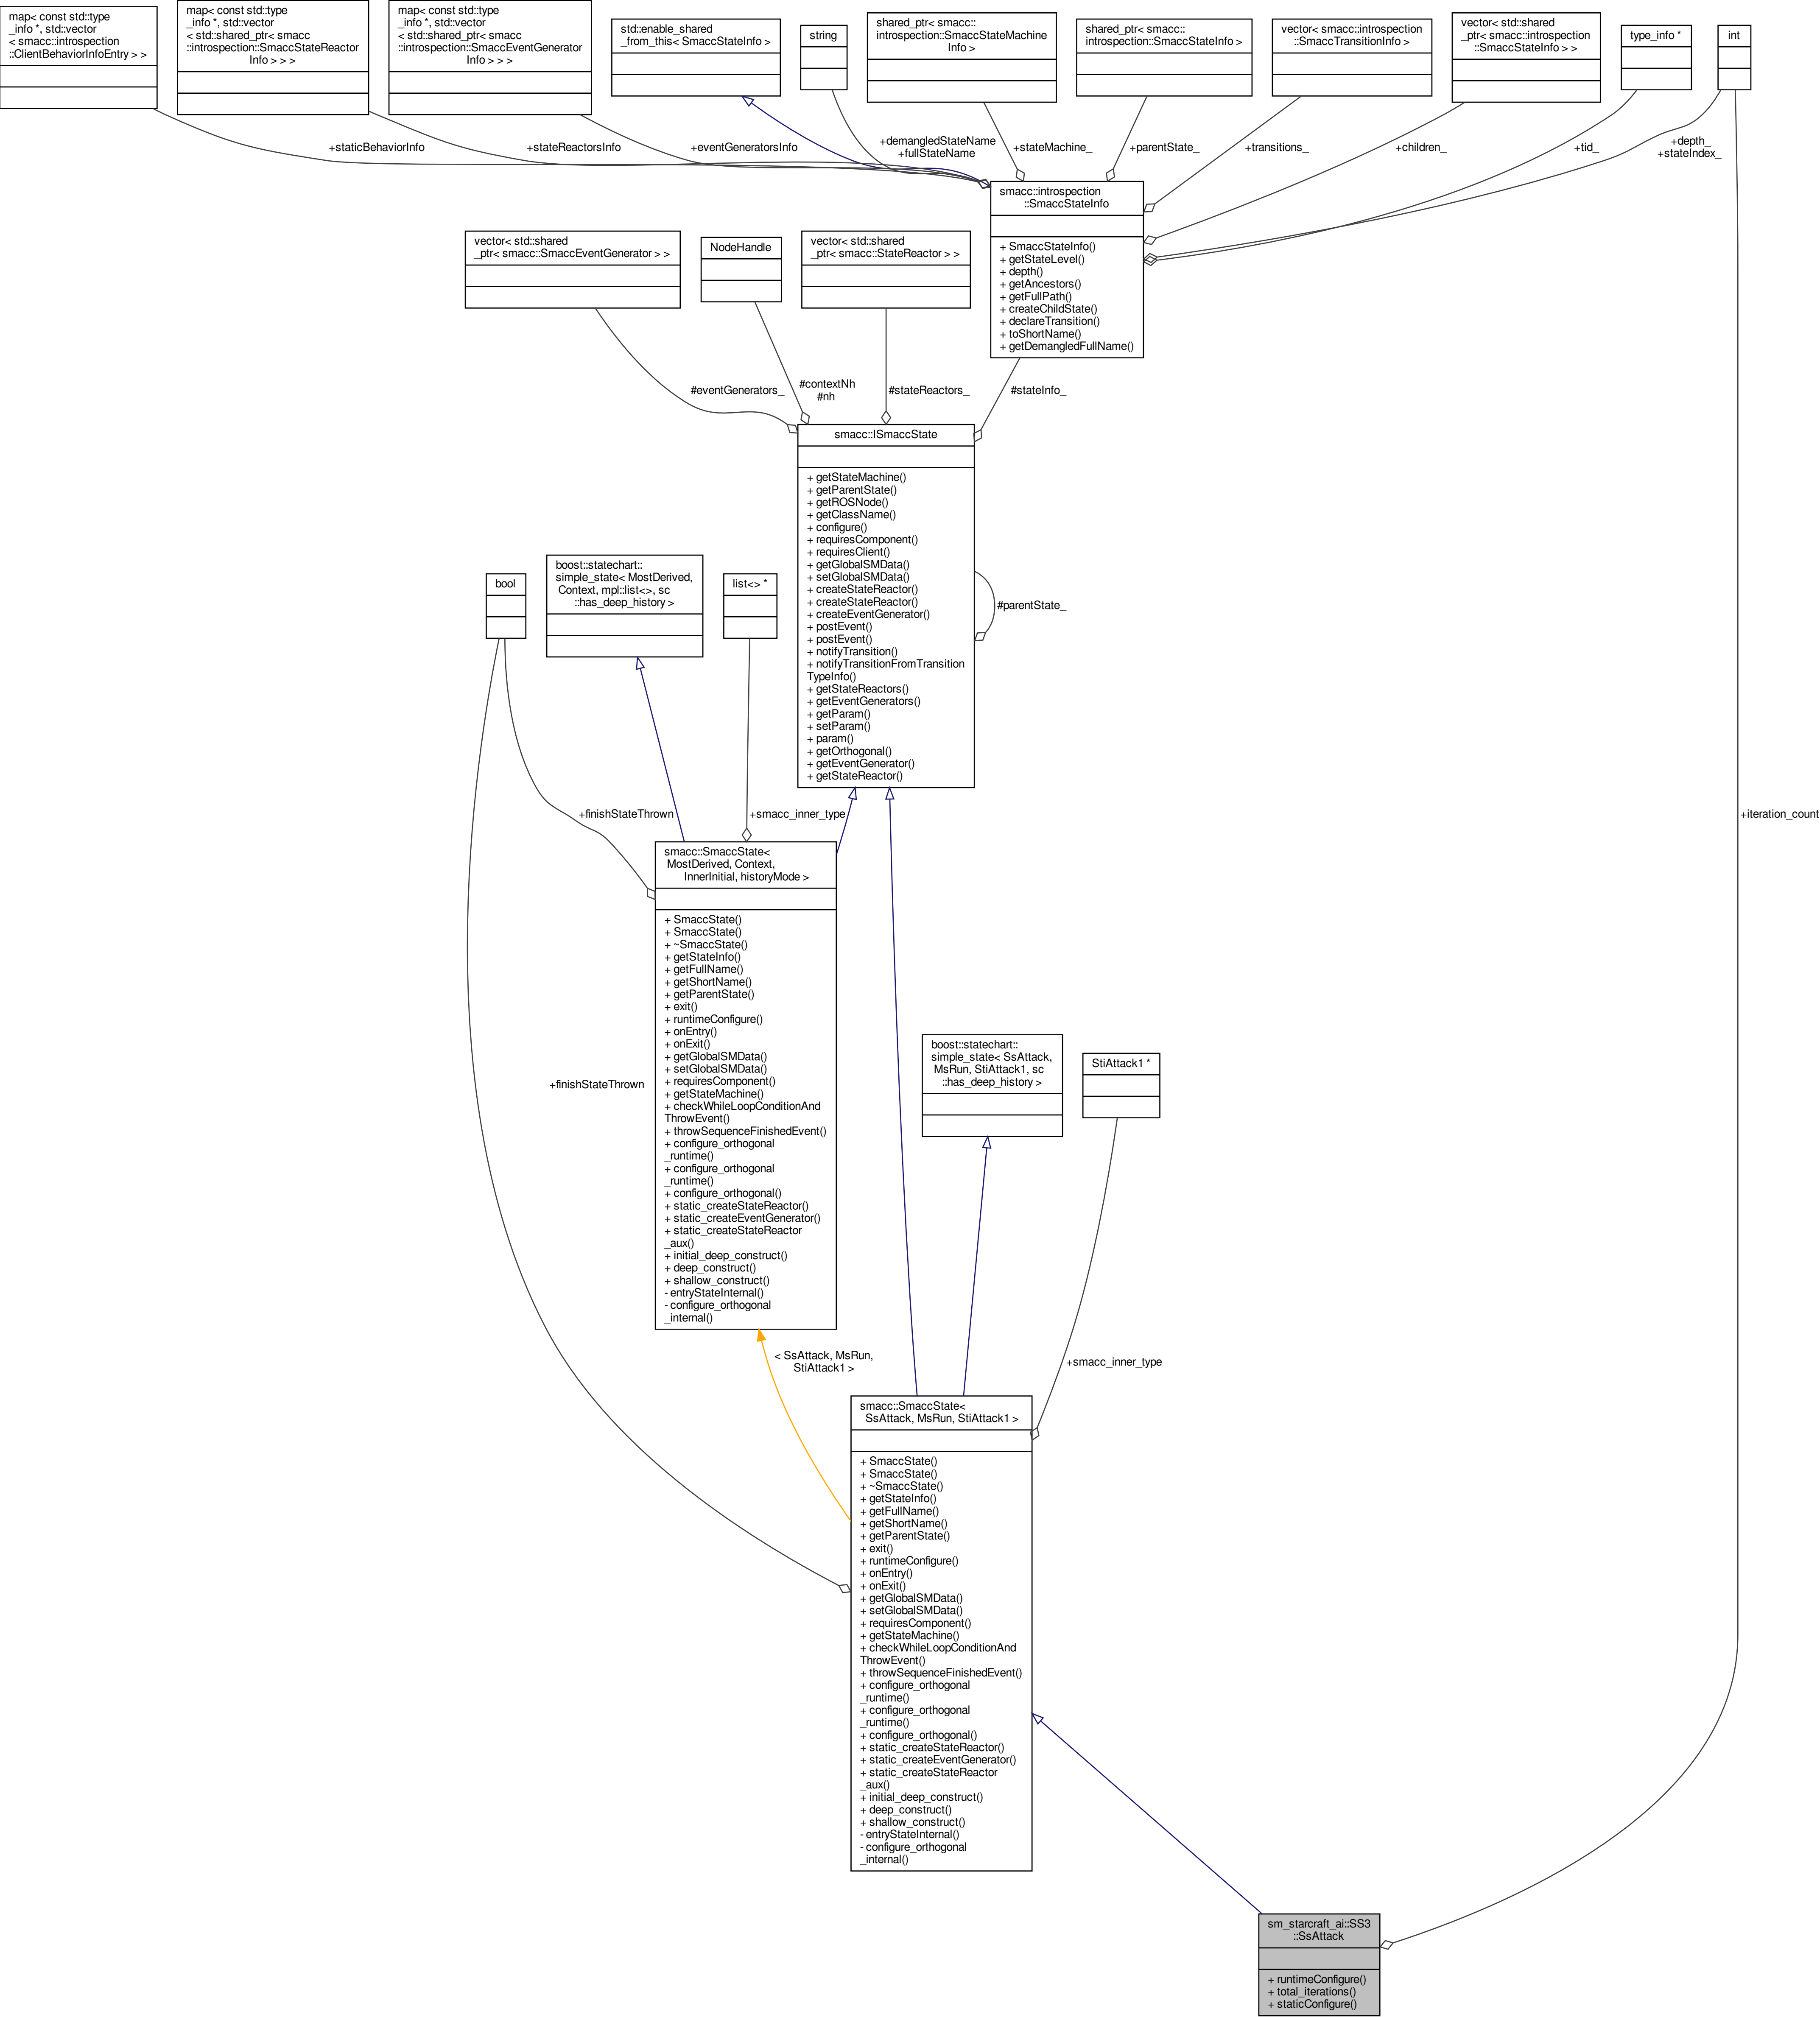 map< const std::type
_info *, std::vector
< smacc::introspection
::ClientBehaviorInfoEntry > >
map< const std::type
_info *, std::vector
< std::shared_ptr< smacc
::introspection::SmaccStateReactor
Info > > >
map< const std::type
_info *, std::vector
< std::shared_ptr< smacc
::introspection::SmaccEventGenerator
Info > > >
std::enable_shared
_from_this< SmaccStateInfo >
string
shared_ptr< smacc::
introspection::SmaccStateMachine
Info >
shared_ptr< smacc::
introspection::SmaccStateInfo >
vector< smacc::introspection
::SmaccTransitionInfo >
vector< std::shared
_ptr< smacc::introspection
::SmaccStateInfo > >
type_info *
int
+staticBehaviorInfo
+stateReactorsInfo
+eventGeneratorsInfo
+demangledStateName
+fullStateName
+stateMachine_
+parentState_
+transitions_
+children_
+tid_
+depth_
+stateIndex_
smacc::introspection
::SmaccStateInfo
+ SmaccStateInfo()
+ getStateLevel()
+ depth()
+ getAncestors()
+ getFullPath()
+ createChildState()
+ declareTransition()
+ toShortName()
+ getDemangledFullName()
vector< std::shared
_ptr< smacc::SmaccEventGenerator > >
NodeHandle
vector< std::shared
_ptr< smacc::StateReactor > >
#eventGenerators_
#contextNh
#nh
#stateReactors_
#stateInfo_
smacc::ISmaccState
+ getStateMachine()
+ getParentState()
+ getROSNode()
+ getClassName()
+ configure()
+ requiresComponent()
+ requiresClient()
+ getGlobalSMData()
+ setGlobalSMData()
+ createStateReactor()
+ createStateReactor()
+ createEventGenerator()
+ postEvent()
+ postEvent()
+ notifyTransition()
+ notifyTransitionFromTransition
TypeInfo()
+ getStateReactors()
+ getEventGenerators()
+ getParam()
+ setParam()
+ param()
+ getOrthogonal()
+ getEventGenerator()
+ getStateReactor()
#parentState_
bool
boost::statechart::
simple_state< MostDerived,
Context, mpl::list<>, sc
::has_deep_history >
list<> *
+finishStateThrown
+smacc_inner_type
+iteration_count
smacc::SmaccState<
MostDerived, Context,
InnerInitial, historyMode >
+ SmaccState()
+ SmaccState()
+ ~SmaccState()
+ getStateInfo()
+ getFullName()
+ getShortName()
+ getParentState()
+ exit()
+ runtimeConfigure()
+ onEntry()
+ onExit()
+ getGlobalSMData()
+ setGlobalSMData()
+ requiresComponent()
+ getStateMachine()
+ checkWhileLoopConditionAnd
ThrowEvent()
+ throwSequenceFinishedEvent()
+ configure_orthogonal
_runtime()
+ configure_orthogonal
_runtime()
+ configure_orthogonal()
+ static_createStateReactor()
+ static_createEventGenerator()
+ static_createStateReactor
_aux()
+ initial_deep_construct()
+ deep_construct()
+ shallow_construct()
- entryStateInternal()
- configure_orthogonal
_internal()
+finishStateThrown
boost::statechart::
simple_state< SsAttack,
MsRun, StiAttack1, sc
::has_deep_history >
StiAttack1 *
< SsAttack, MsRun,
StiAttack1 >
+smacc_inner_type
smacc::SmaccState<
SsAttack, MsRun, StiAttack1 >
+ SmaccState()
+ SmaccState()
+ ~SmaccState()
+ getStateInfo()
+ getFullName()
+ getShortName()
+ getParentState()
+ exit()
+ runtimeConfigure()
+ onEntry()
+ onExit()
+ getGlobalSMData()
+ setGlobalSMData()
+ requiresComponent()
+ getStateMachine()
+ checkWhileLoopConditionAnd
ThrowEvent()
+ throwSequenceFinishedEvent()
+ configure_orthogonal
_runtime()
+ configure_orthogonal
_runtime()
+ configure_orthogonal()
+ static_createStateReactor()
+ static_createEventGenerator()
+ static_createStateReactor
_aux()
+ initial_deep_construct()
+ deep_construct()
+ shallow_construct()
- entryStateInternal()
- configure_orthogonal
_internal()
sm_starcraft_ai::SS3
::SsAttack
+ runtimeConfigure()
+ total_iterations()
+ staticConfigure()